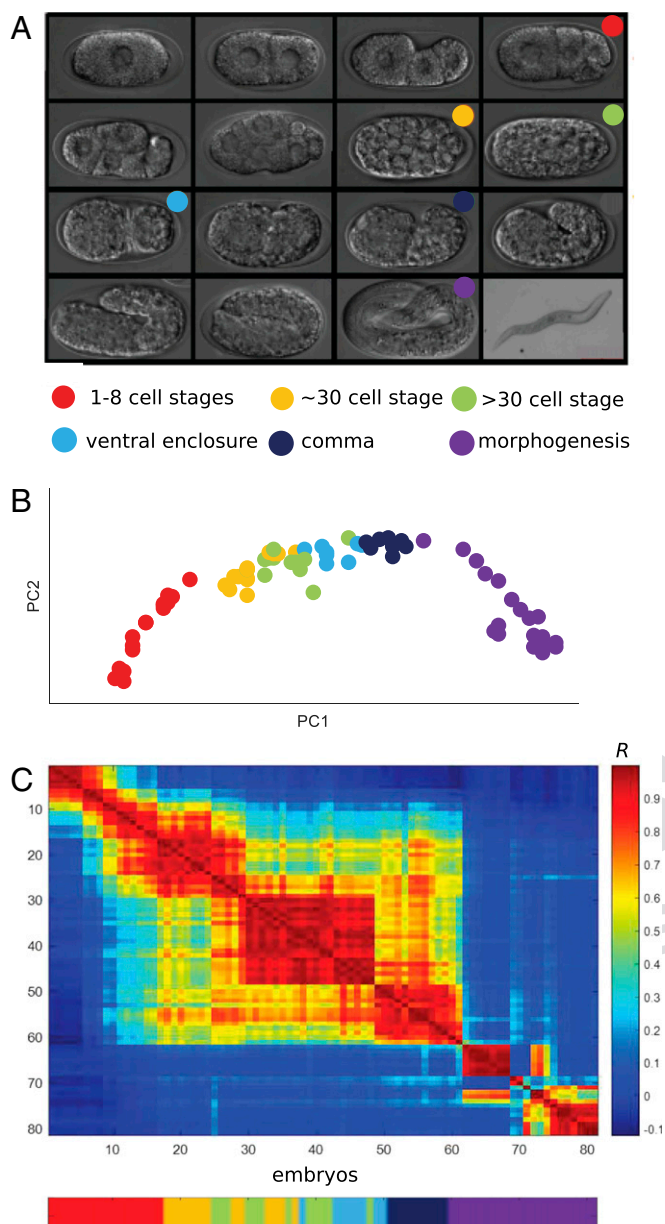 A
1-8 cell stages
~30 cell stage
>30 cell stage
ventral enclosure
comma
morphogenesis
B
PC2
PC1
C
R
10
20
30
40
50
60
70
80
10
20
30
40
50
60
70
80
0.9
0.8
0.7
0.6
0.5
0.4
0.3
0.2
0.1
0
-0.1
embryos